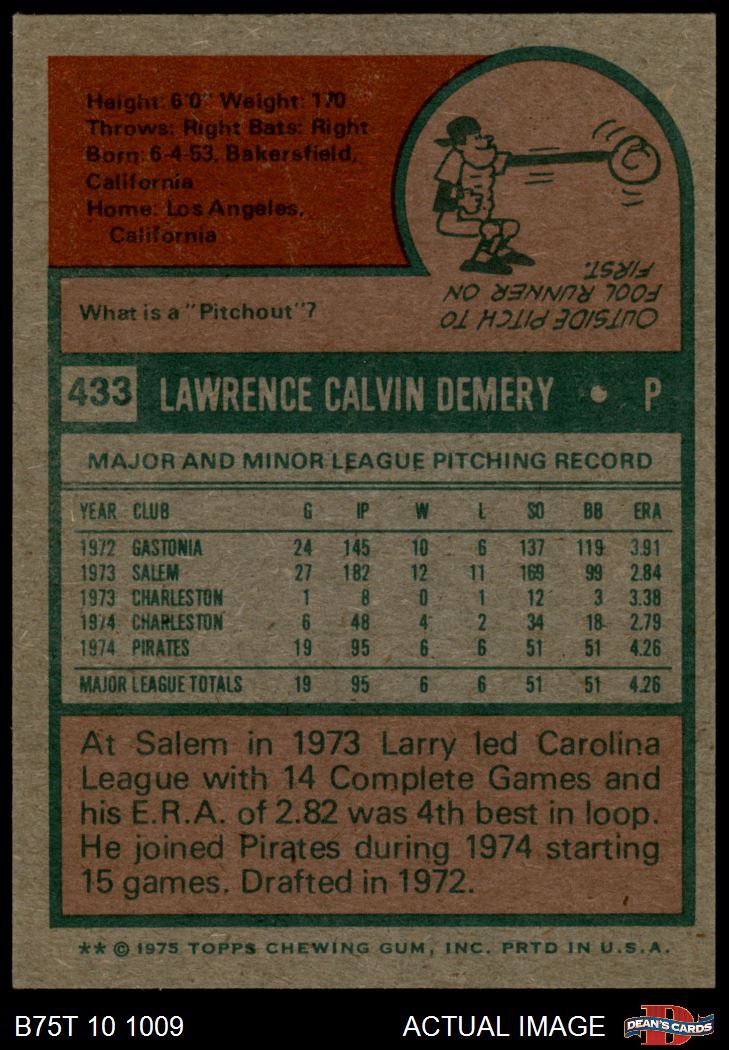 Height: 6'0" Weight: 170
Throws: Right Bats: Right
Born: 6-4-53, Bakersfield,
California
Home: Los Angeles,
California
What is a "Pitchout"?
OUTSIDE PITCH TO
FOOL RUNNER ON
FIRST.
433 LAWRENCE CALVIN DEMERY • P
MAJOR AND MINOR LEAGUE PITCHING RECORD
YEAR CLUB G IP W L SO BB ERA
1972 GASTONIA 24 145 10 6 137 119 3.91
1973 SALEM 27 182 12 11 169 99 2.84
1973 CHARLESTON 1 8 0 1 12 3 3.38
1974 CHARLESTON 6 48 4 2 34 18 2.79
1974 PIRATES 19 95 6 6 51 51 4.26
MAJOR LEAGUE TOTALS 19 95 6 6 51 51 4.26
At Salem in 1973 Larry led Carolina
League with 14 Complete Games and
his E.R.A. of 2.82 was 4th best in loop.
He joined Pirates during 1974 starting
15 games. Drafted in 1972.
** © 1975 TOPPS CHEWING GUM, INC. PRTD IN U.S.A.
B75T 10 1009 ACTUAL IMAGE
DEAN'S CARDS